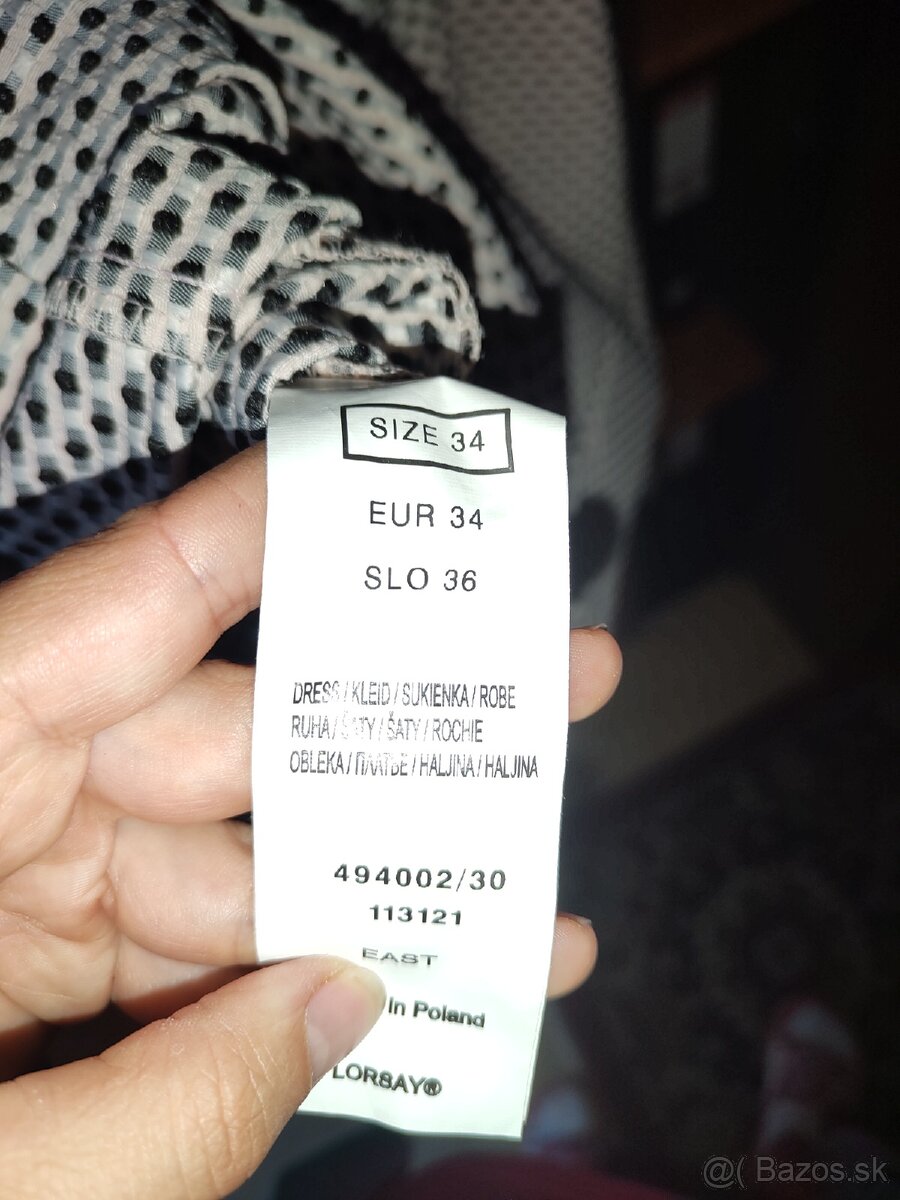 SIZE 34
EUR 34
SLO 36
DRESS / KLEID / SUKIENKA / ROBE
RUHA / ŠATY / ŠATY / ROCHIE
OBLEKA / ПЛАТЬЕ / HALJINA / HALJINA
494002/30
113121
EAST
In Poland
LORSAY®
@( Bazos.sk